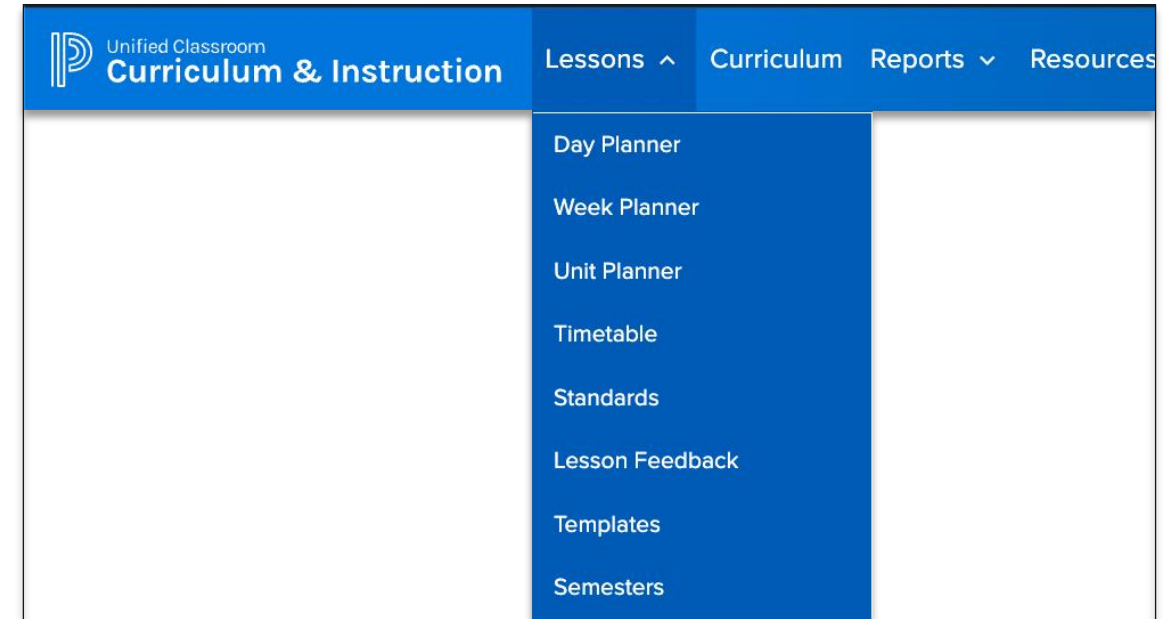 Unified Classroom
Curriculum & Instruction
Lessons
Curriculum
Reports
Resources
Day Planner
Week Planner
Unit Planner
Timetable
Standards
Lesson Feedback
Templates
Semesters